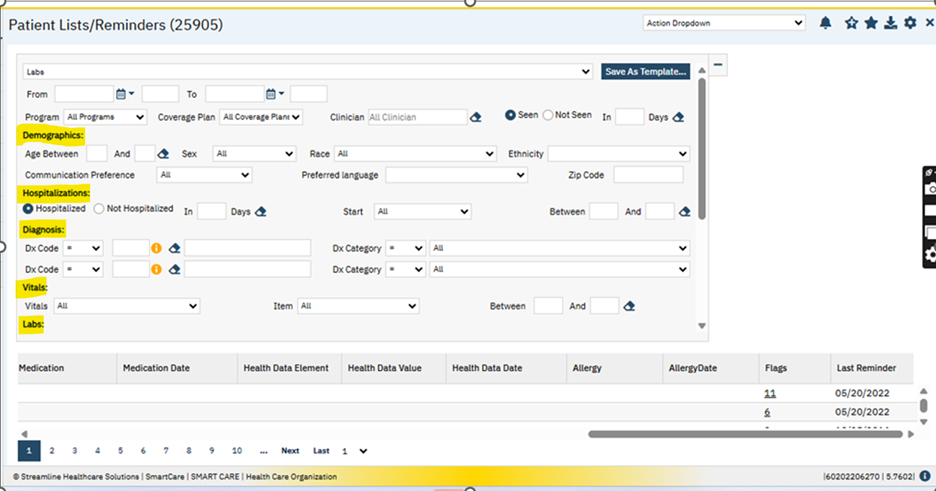 Patient Lists/Reminders (25905)
Action Dropdown
Labs
Save As Template...
From To
Program All Programs Coverage Plan All Coverage Plans Clinician All Clinician Seen Not Seen In Days
Demographics:
Age Between And Sex All Race All Ethnicity
Communication Preference All Preferred language Zip Code
Hospitalizations:
Hospitalized Not Hospitalized In Days Start All Between And
Diagnosis:
Dx Code = Dx Category = All
Dx Code = Dx Category = All
Vitals:
Vitals All Item All Between And
Labs:
Medication Medication Date Health Data Element Health Data Value Health Data Date Allergy AllergyDate Flags Last Reminder
11 05/20/2022
6 05/20/2022
1 2 3 4 5 6 7 8 9 10 ... Next Last 1
© Streamline Healthcare Solutions | SmartCare | SMART CARE | Health Care Organization |60202206270 | 5.7602|